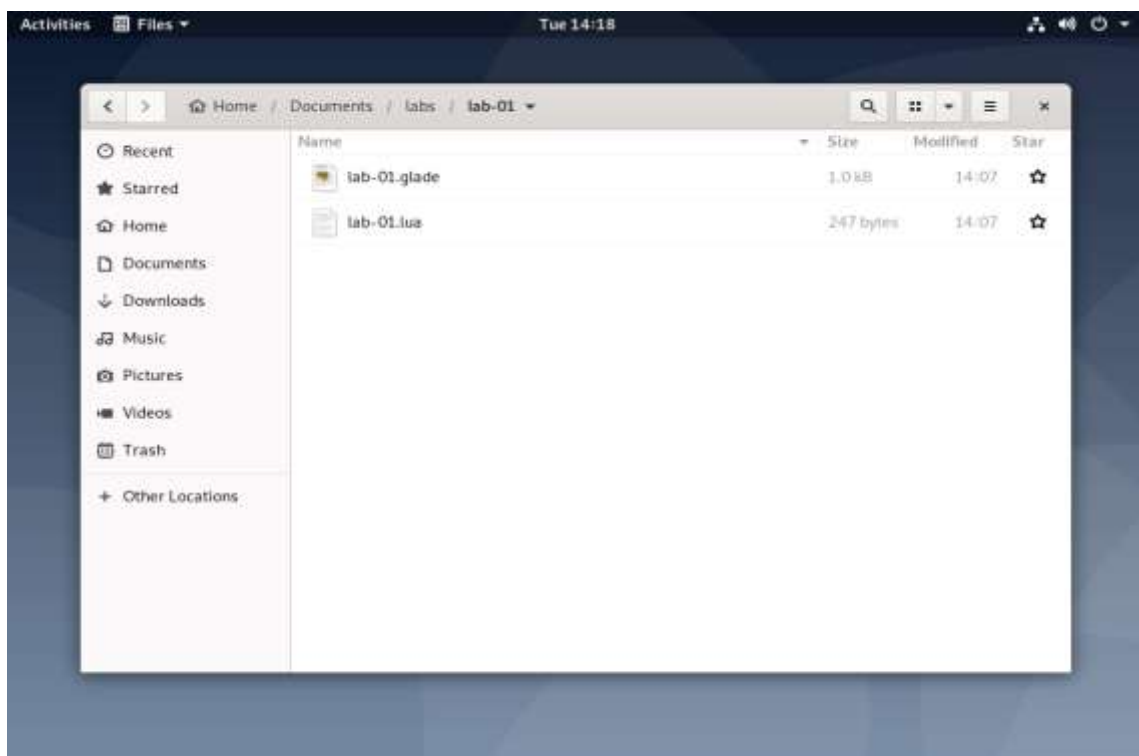 Activities Files Tue 14:18
Home / Documents / labs / lab-01
Name Size Modified Star
Recent
lab-01.glade 1.0 kB 14:07
Starred
lab-01.lua 247 bytes 14:07
Home
Documents
Downloads
Music
Pictures
Videos
Trash
+ Other Locations